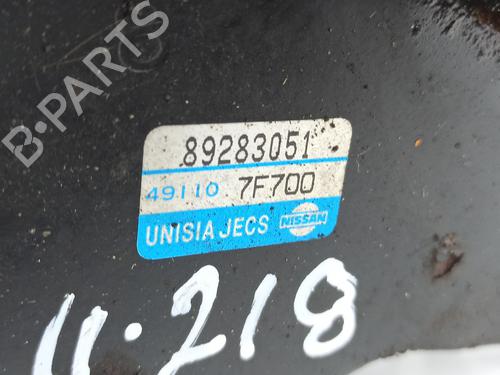 B-PARTS
89283051
49110 7F700
UNISIA JECS NISSAN
11.218